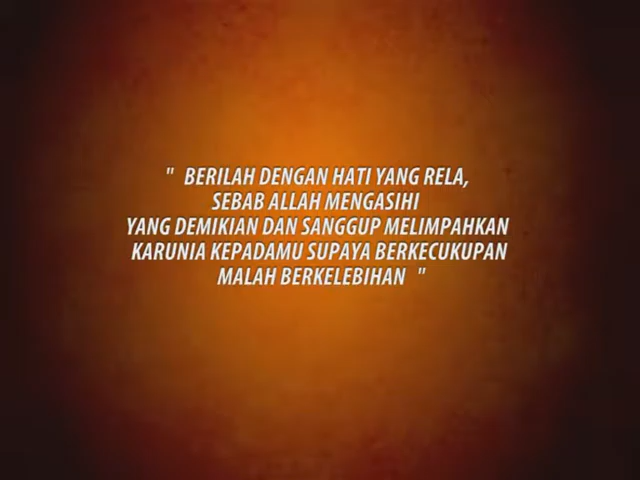 " BERILAH DENGAN HATI YANG RELA,
SEBAB ALLAH MENGASIHI
YANG DEMIKIAN DAN SANGGUP MELIMPAHKAN
KARUNIA KEPADAMU SUPAYA BERKECUKUPAN
MALAH BERKELEBIHAN "